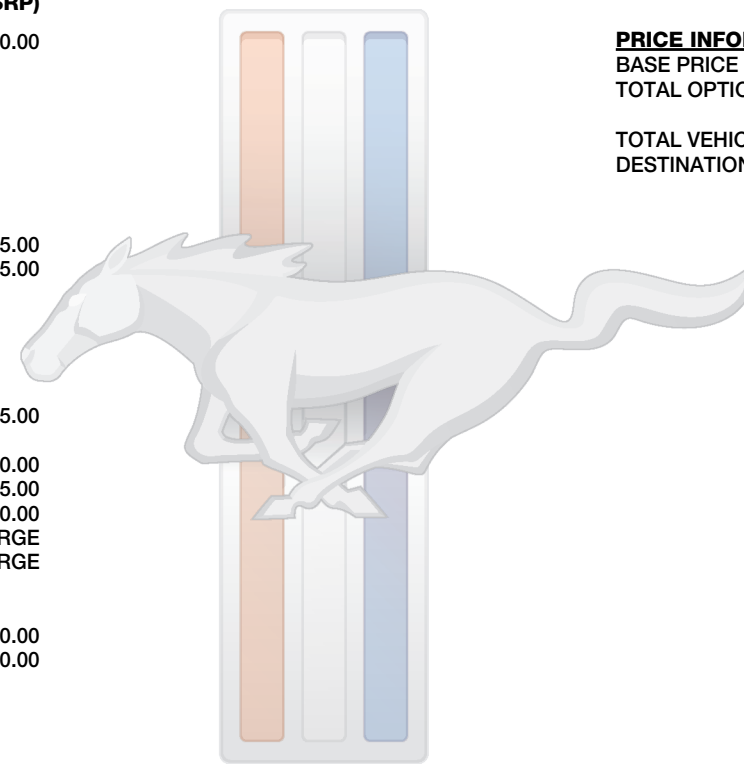 SRP)
0.00
5.00
5.00
5.00
0.00
5.00
0.00
RGE
RGE
0.00
0.00
PRICE INFO
BASE PRICE
TOTAL OPTIO
TOTAL VEHIC
DESTINATION